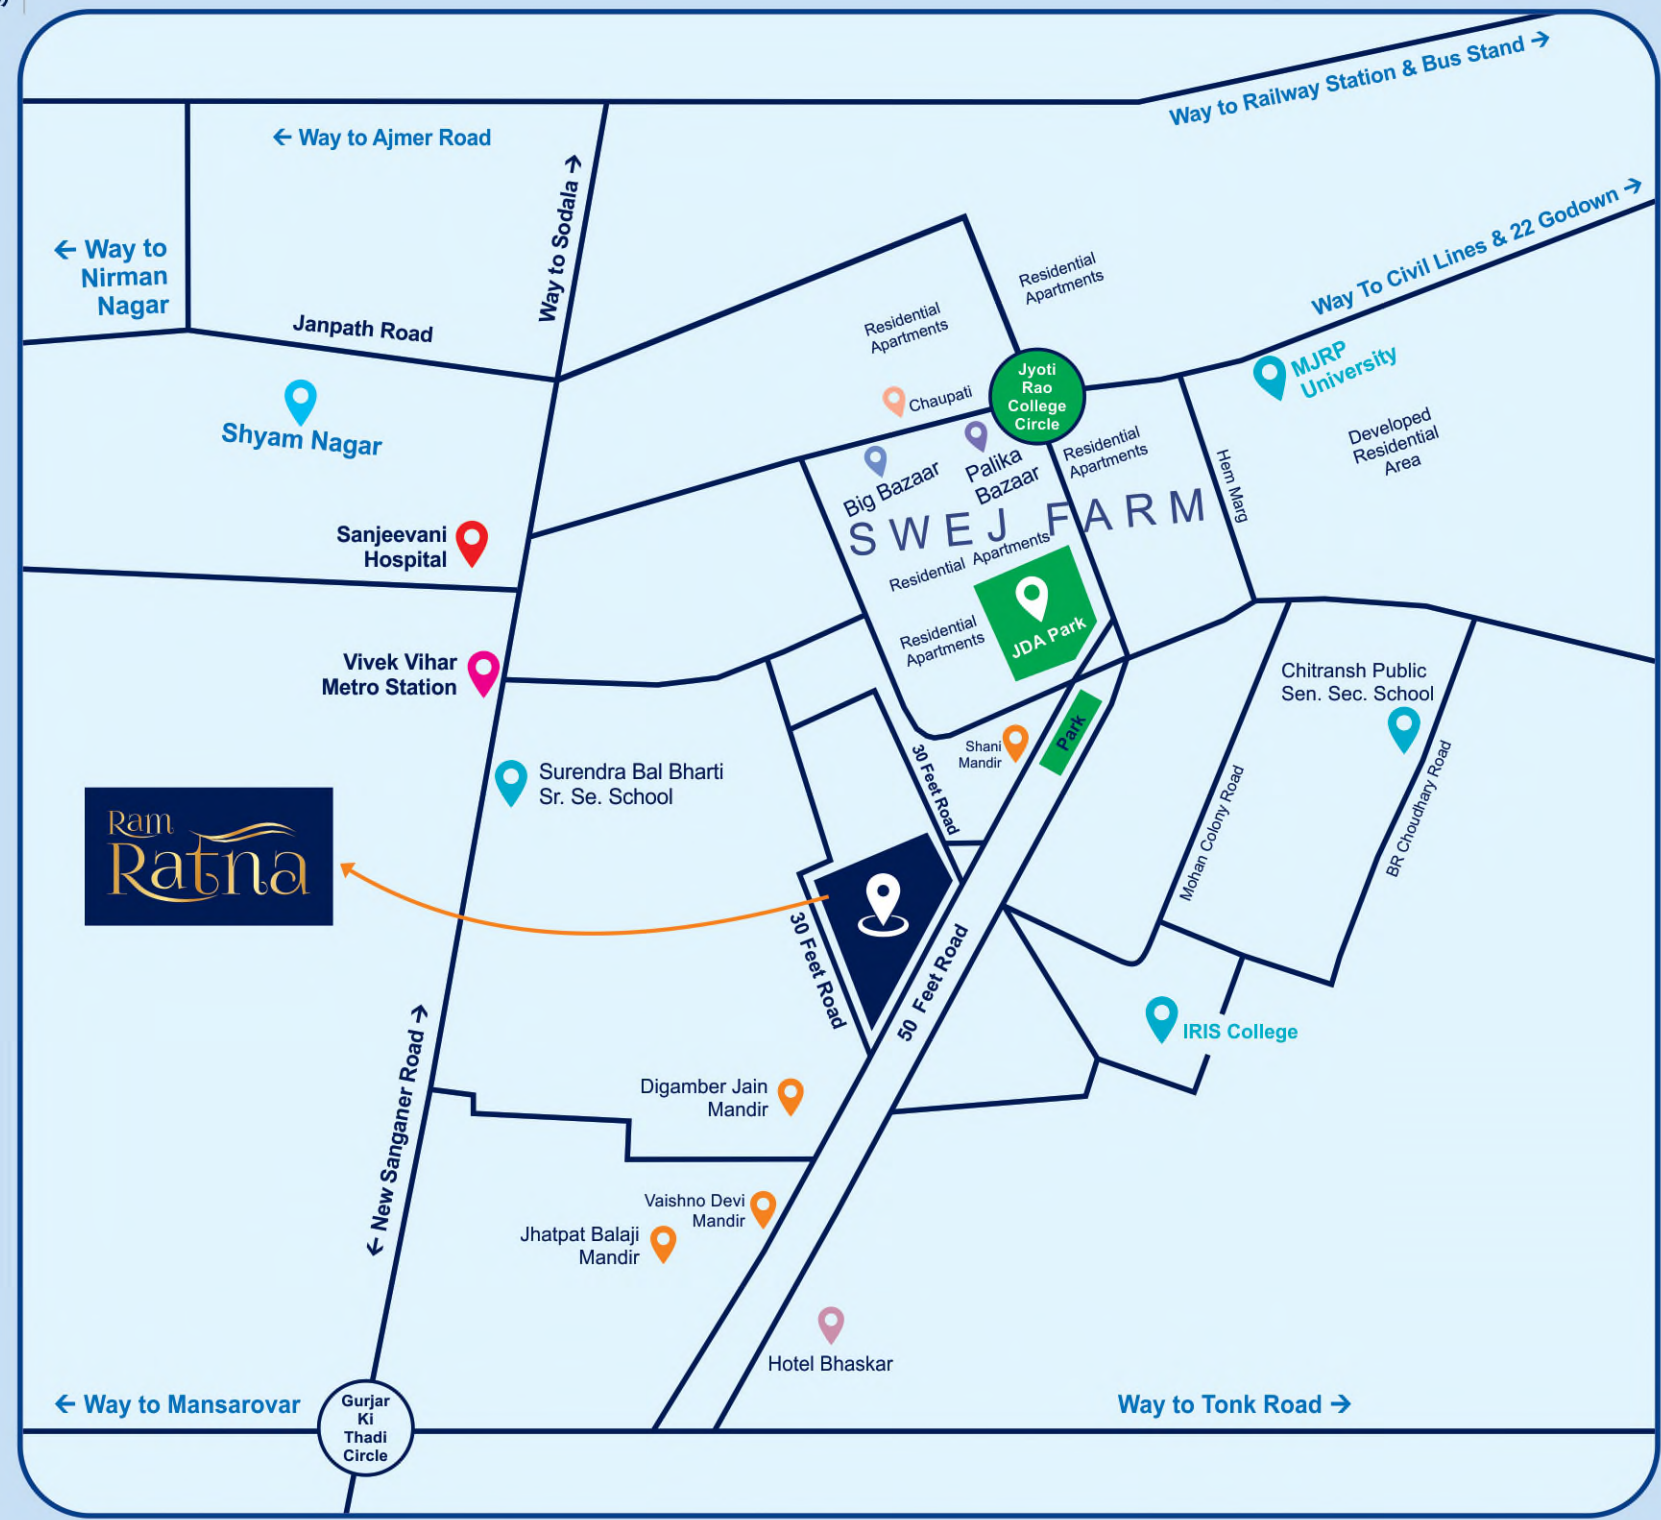 Way to Railway Station & Bus Stand →
← Way to Ajmer Road
Way to Sodala →
← Way to
Nirman
Nagar
Way To Civil Lines & 22 Godown →
Janpath Road
Residential
Apartments
Residential
Apartments
Jyoti
Rao
College
Circle
MJRP
University
Chaupati
Shyam Nagar
Big Bazaar
Palika
Bazaar
Residential
Apartments
Developed
Residential
Area
Hem Marg
SWEJ FARM
Sanjeevani
Hospital
Residential Apartments
Residential
Apartments
JDA Park
Vivek Vihar
Metro Station
Chitransh Public
Sen. Sec. School
Shani
Mandir
Park
30 Feet Road
Surendra Bal Bharti
Sr. Se. School
Mohan Colony Road
BR Choudhary Road
Ram
Ratna
30 Feet Road
50 Feet Road
IRIS College
← New Sanganer Road →
Digamber Jain
Mandir
Vaishno Devi
Mandir
Jhatpat Balaji
Mandir
Hotel Bhaskar
← Way to Mansarovar
Gurjar
Ki
Thadi
Circle
Way to Tonk Road →